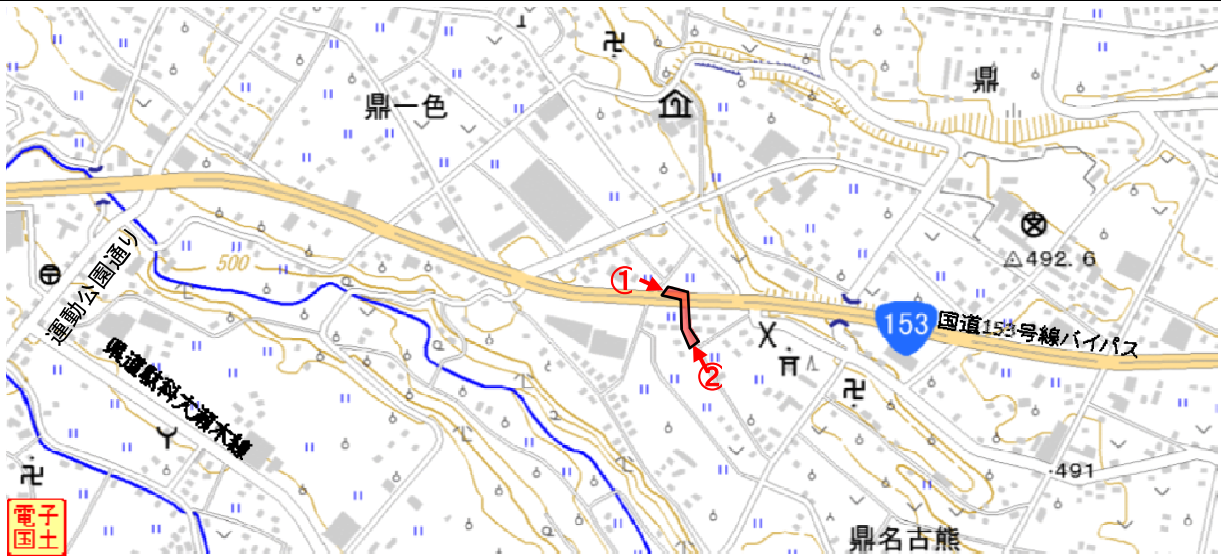 鼎一色
鼎
492.6
500
運動公園通り
①
153
国道153号線バイパス
県道駄科大瀬木線
②
491
電子
国土
鼎名古熊